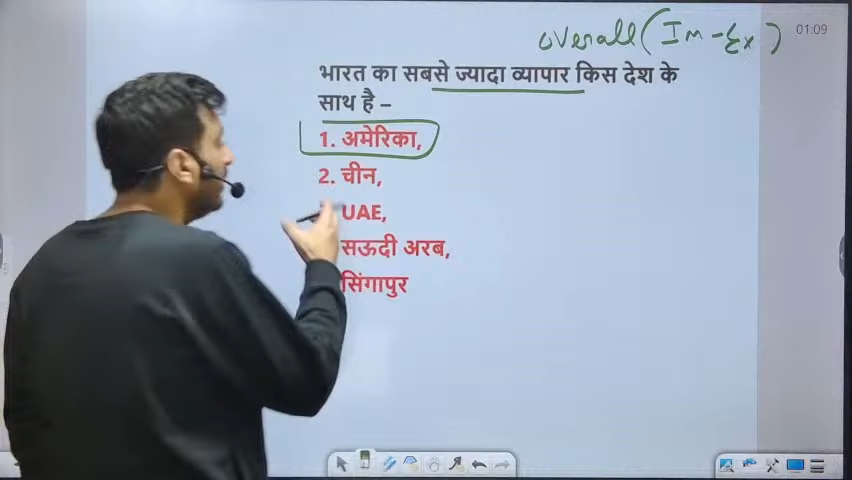 overall (Im - Ex)
01:09
भारत का सबसे ज्यादा व्यापार किस देश के
साथ है –
1. अमेरिका,
2. चीन,
UAE,
सऊदी अरब,
सिंगापुर